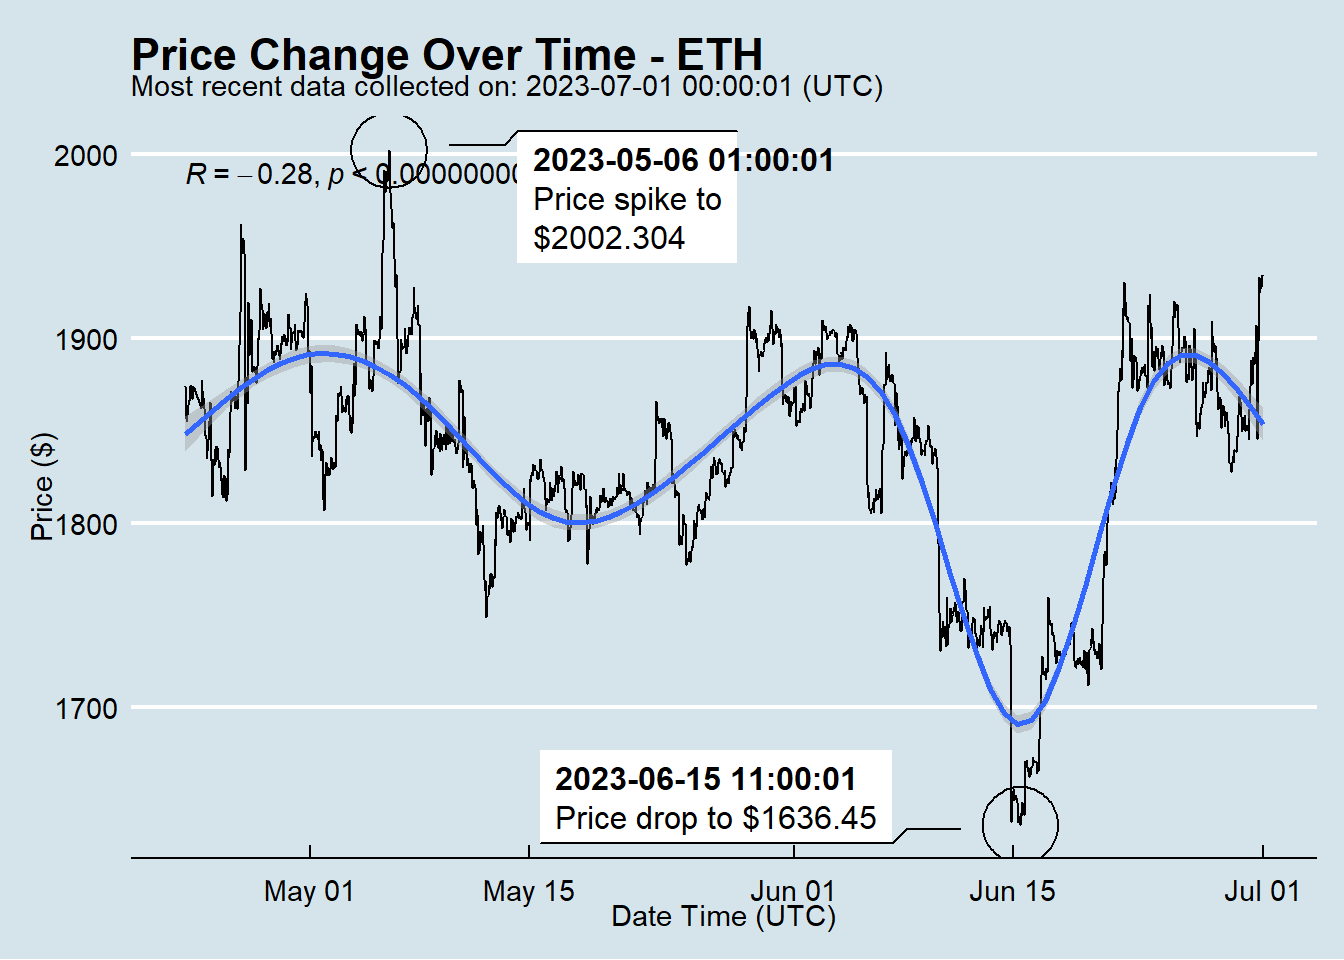 Price Change Over Time - ETH
Most recent data collected on: 2023-07-01 00:00:01 (UTC)
R = −0.28, p < 0.00000000
2023-05-06 01:00:01
Price spike to
$2002.304
2000
1900
1800
1700
Price ($)
2023-06-15 11:00:01
Price drop to $1636.45
May 01
May 15
Jun 01
Jun 15
Jul 01
Date Time (UTC)